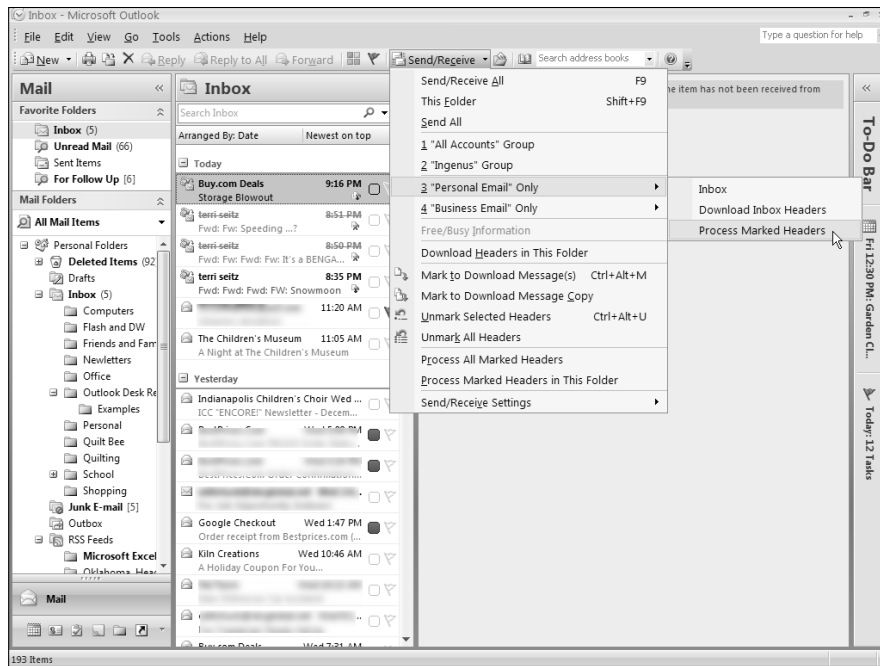 Inbox - Microsoft Outlook
File Edit View Go Tools Actions Help
Type a question for help
New Reply Reply to All Forward Send/Receive Search address books
Mail
Favorite Folders
Inbox (5)
Unread Mail (66)
Sent Items
For Follow Up [6]
Mail Folders
All Mail Items
Personal Folders
Deleted Items (92
Drafts
Inbox (5)
Computers
Flash and DW
Friends and Fam
Newletters
Office
Outlook Desk Re
Examples
Personal
Quilt Bee
Quilting
School
Shopping
Junk E-mail [5]
Outbox
RSS Feeds
Microsoft Excel
Oklahoma Head
Mail
193 Items
Inbox
Search Inbox
Arranged By: Date Newest on top
Today
Buy.com Deals 9:16 PM
Storage Blowout
terri seitz 8:51 PM
Fwd: Fw: Speeding ...?
terri seitz 8:50 PM
Fwd: Fw: Fwd: Fw: It's a BENGA...
terri seitz 8:35 PM
Fwd: Fwd: Fwd: FW: Snowmoon
11:20 AM
The Children's Museum 11:05 AM
A Night at The Children's Museum
Yesterday
Indianapolis Children's Choir Wed ...
ICC "ENCORE!" Newsletter - Decem...
Google Checkout Wed 1:47 PM
Order receipt from Bestprices.com (...
Kiln Creations Wed 10:46 AM
A Holiday Coupon For You...
Buy.com Deals Wed 7:31 AM
Send/Receive All F9
This Folder Shift+F9
Send All
1 "All Accounts" Group
2 "Ingenus" Group
3 "Personal Email" Only
4 "Business Email" Only
Free/Busy Information
Download Headers in This Folder
Mark to Download Message(s) Ctrl+Alt+M
Mark to Download Message Copy
Unmark Selected Headers Ctrl+Alt+U
Unmark All Headers
Process All Marked Headers
Process Marked Headers in This Folder
Send/Receive Settings
Inbox
Download Inbox Headers
Process Marked Headers
he item has not been received from
To-Do Bar
Fri 12:30 PM: Garden Cl...
Today: 12 Tasks